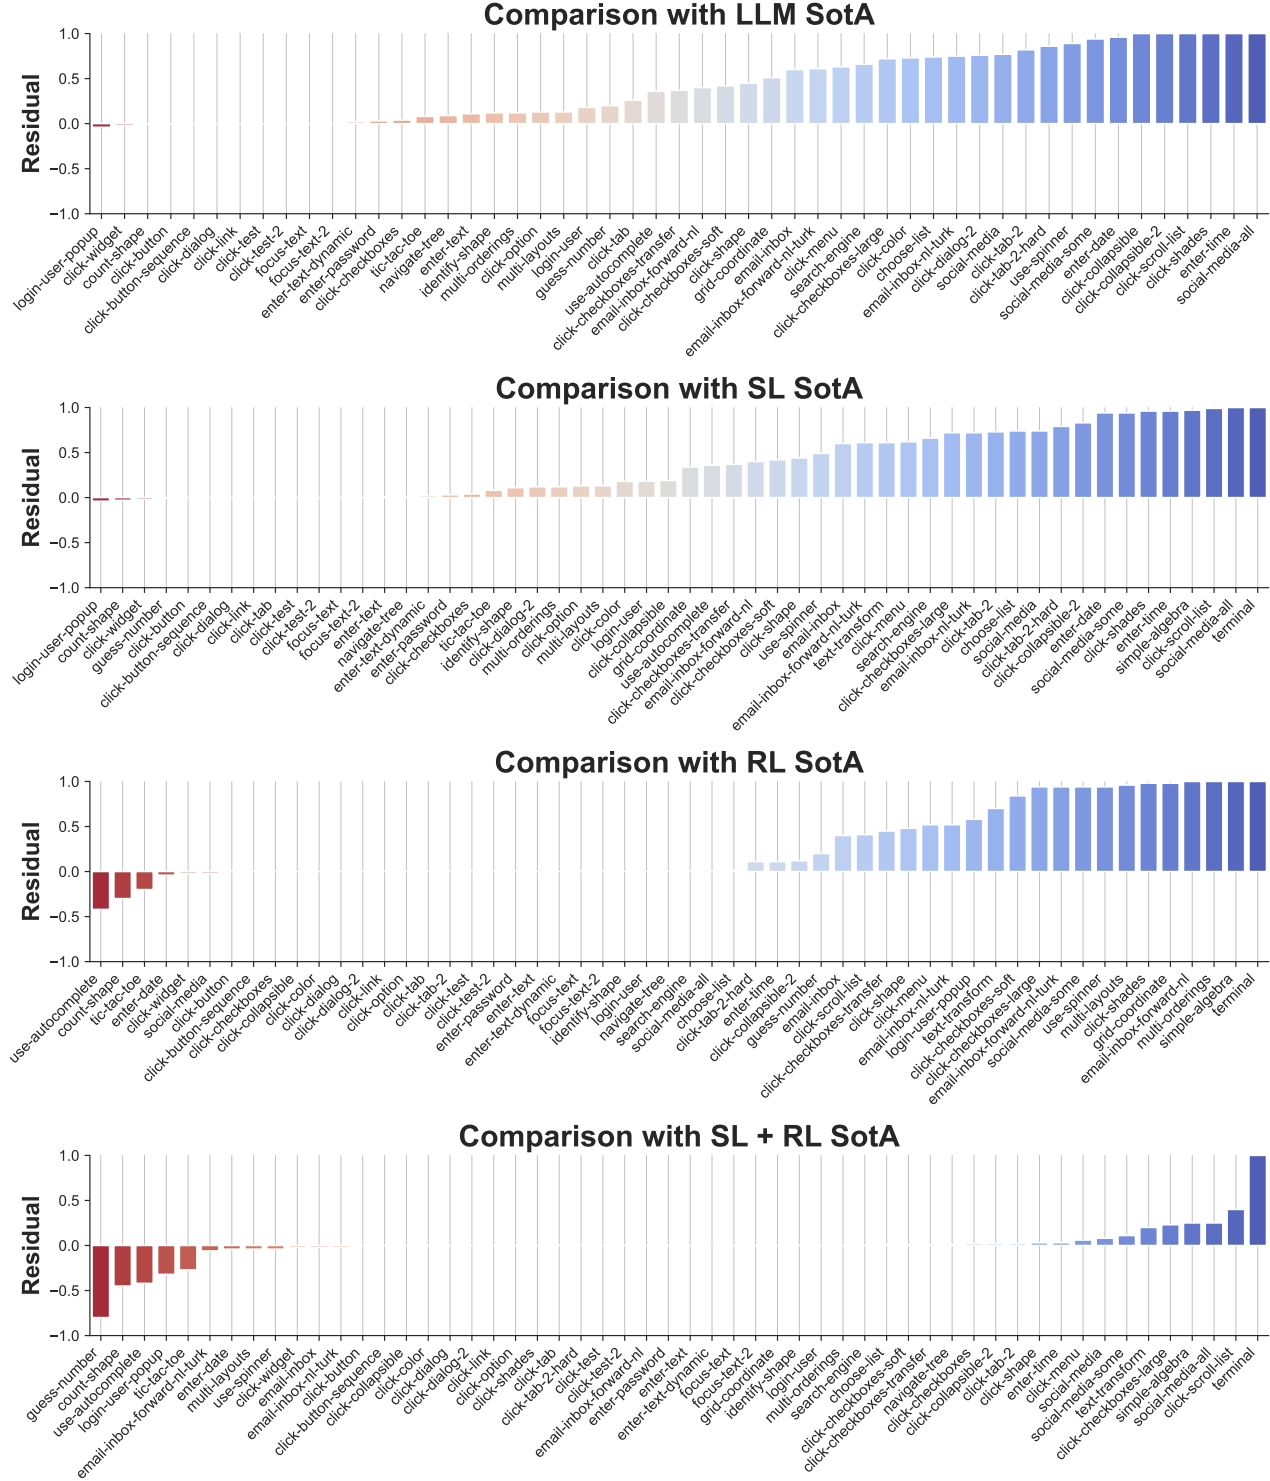 Comparison with LLM SotA
Residual
1.0
0.5
0.0
−0.5
−1.0
login-user-popup
click-widget
count-shape
click-button
click-button-sequence
click-dialog
click-link
click-test
click-test-2
focus-text
focus-text-2
enter-text-dynamic
enter-password
click-checkboxes
tic-tac-toe
navigate-tree
enter-text
identify-shape
multi-orderings
click-option
multi-layouts
login-user
guess-number
click-tab
use-autocomplete
click-checkboxes-transfer
email-inbox-forward-nl
click-checkboxes-soft
click-shape
grid-coordinate
email-inbox
email-inbox-forward-nl-turk
click-menu
search-engine
click-checkboxes-large
click-color
choose-list
email-inbox-nl-turk
click-dialog-2
social-media
click-tab-2
click-tab-2-hard
use-spinner
social-media-some
enter-date
click-collapsible
click-collapsible-2
click-scroll-list
click-shades
enter-time
social-media-all
Comparison with SL SotA
Residual
1.0
0.5
0.0
−0.5
−1.0
login-user-popup
count-shape
click-widget
guess-number
click-button
click-button-sequence
click-dialog
click-link
click-tab
click-test
click-test-2
focus-text
focus-text-2
enter-text
navigate-tree
enter-text-dynamic
enter-password
click-checkboxes
tic-tac-toe
identify-shape
click-dialog-2
multi-orderings
click-option
multi-layouts
click-color
login-user
click-collapsible
grid-coordinate
use-autocomplete
click-checkboxes-transfer
email-inbox-forward-nl
click-checkboxes-soft
click-shape
use-spinner
email-inbox
email-inbox-forward-nl-turk
text-transform
click-menu
search-engine
click-checkboxes-large
email-inbox-nl-turk
click-tab-2
choose-list
social-media
click-tab-2-hard
click-collapsible-2
enter-date
social-media-some
click-shades
enter-time
simple-algebra
click-scroll-list
social-media-all
terminal
Comparison with RL SotA
Residual
1.0
0.5
0.0
−0.5
−1.0
use-autocomplete
count-shape
tic-tac-toe
enter-date
click-widget
social-media
click-button
click-button-sequence
click-checkboxes
click-collapsible
click-color
click-dialog
click-dialog-2
click-link
click-option
click-tab
click-tab-2
click-test
click-test-2
enter-password
enter-text
enter-text-dynamic
focus-text
focus-text-2
identify-shape
login-user
navigate-tree
search-engine
social-media-all
choose-list
click-tab-2-hard
enter-time
click-collapsible-2
guess-number
email-inbox
click-scroll-list
click-checkboxes-transfer
click-shape
click-menu
email-inbox-nl-turk
login-user-popup
text-transform
click-checkboxes-soft
click-checkboxes-large
email-inbox-forward-nl-turk
social-media-some
use-spinner
multi-layouts
click-shades
grid-coordinate
email-inbox-forward-nl
multi-orderings
simple-algebra
terminal
Comparison with SL + RL SotA
Residual
1.0
0.5
0.0
−0.5
−1.0
guess-number
count-shape
use-autocomplete
login-user-popup
tic-tac-toe
email-inbox-forward-nl-turk
enter-date
multi-layouts
use-spinner
click-widget
email-inbox
email-inbox-nl-turk
click-button
click-button-sequence
click-collapsible
click-color
click-dialog
click-dialog-2
click-link
click-option
click-shades
click-tab
click-tab-2-hard
click-test
click-test-2
email-inbox-forward-nl
enter-password
enter-text
enter-text-dynamic
focus-text
focus-text-2
grid-coordinate
identify-shape
login-user
multi-orderings
search-engine
choose-list
click-checkboxes-soft
click-checkboxes-transfer
navigate-tree
click-checkboxes
click-collapsible-2
click-tab-2
click-shape
enter-time
click-menu
social-media
social-media-some
text-transform
click-checkboxes-large
simple-algebra
social-media-all
click-scroll-list
terminal